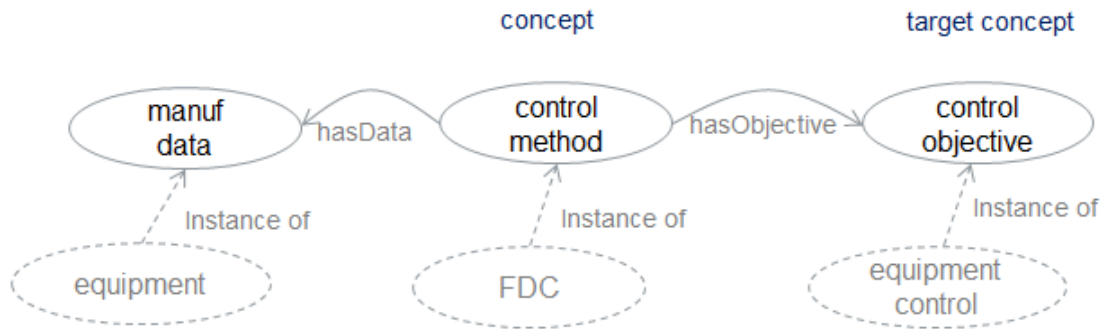 concept
target concept
manuf
data
hasData
control
method
hasObjective
control
objective
Instance of
Instance of
Instance of
equipment
FDC
equipment
control